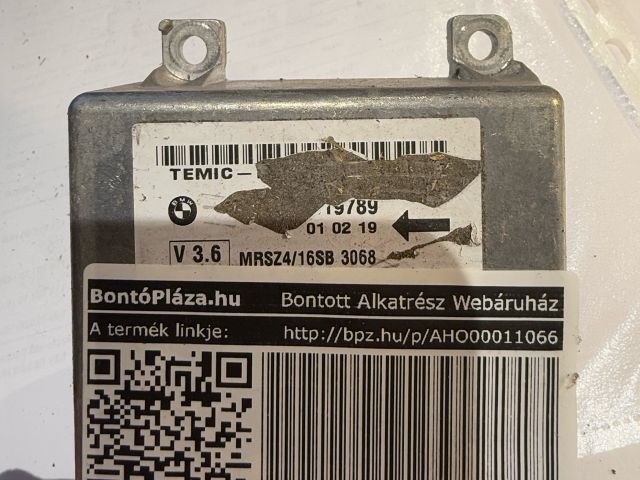 TEMIC-
BMW
19789
01 02 19
V 3.6 MRSZ4/16SB 3068
BontóPláza.hu Bontott Alkatrész Webáruház
A termék linkje: http://bpz.hu/p/AHO00011066